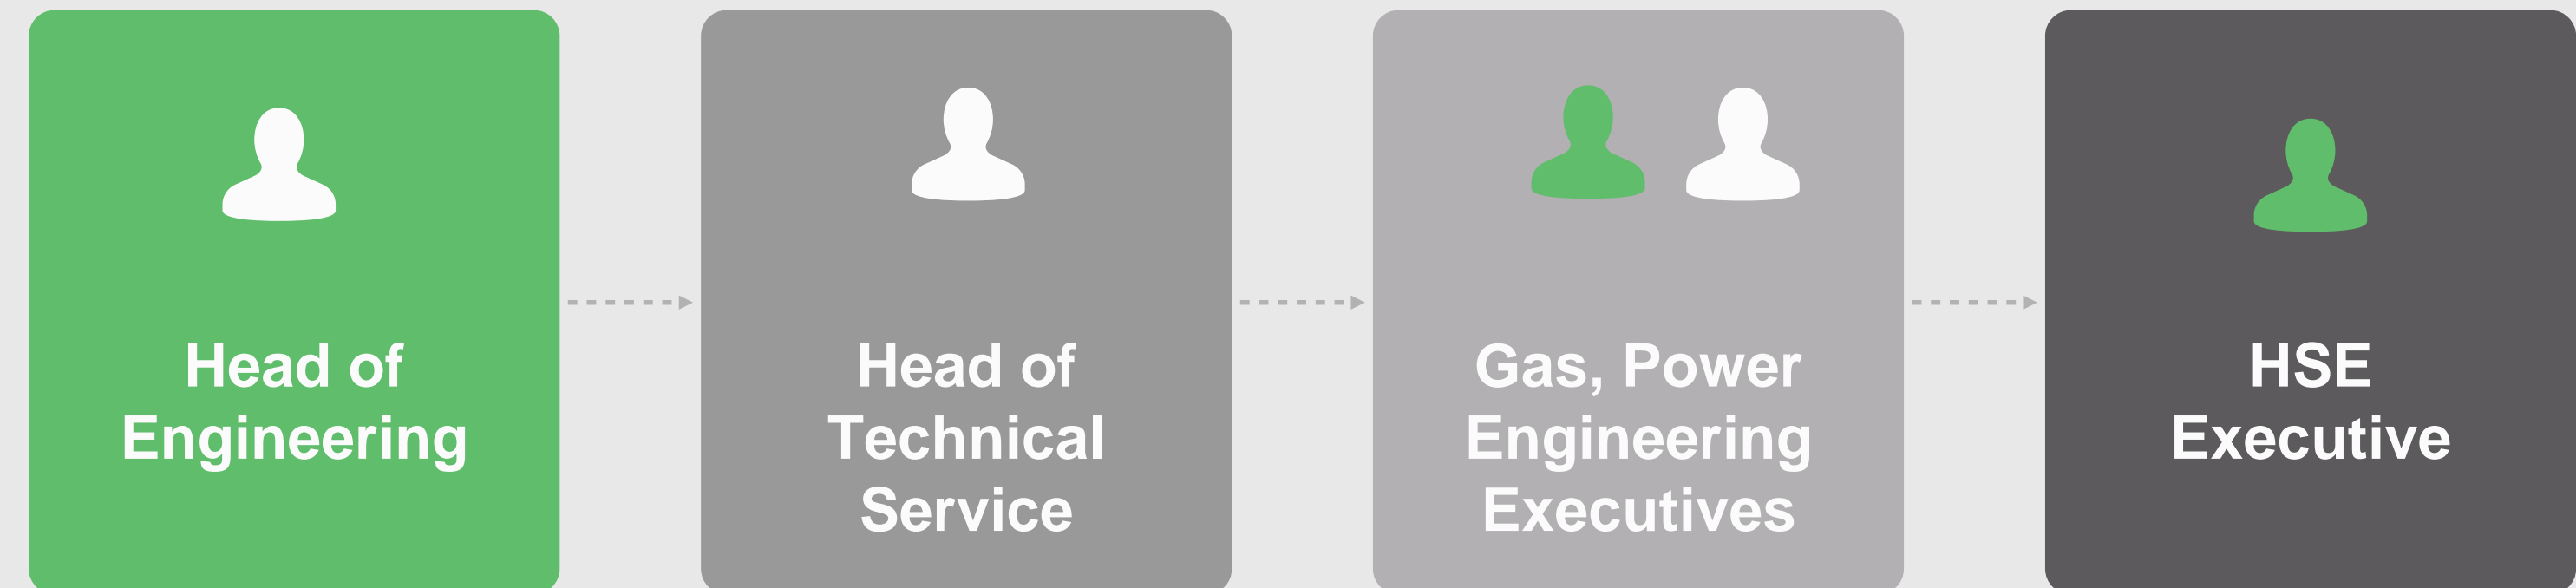 Head of
Engineering
Head of
Technical
Service
Gas, Power
Engineering
Executives
HSE
Executive